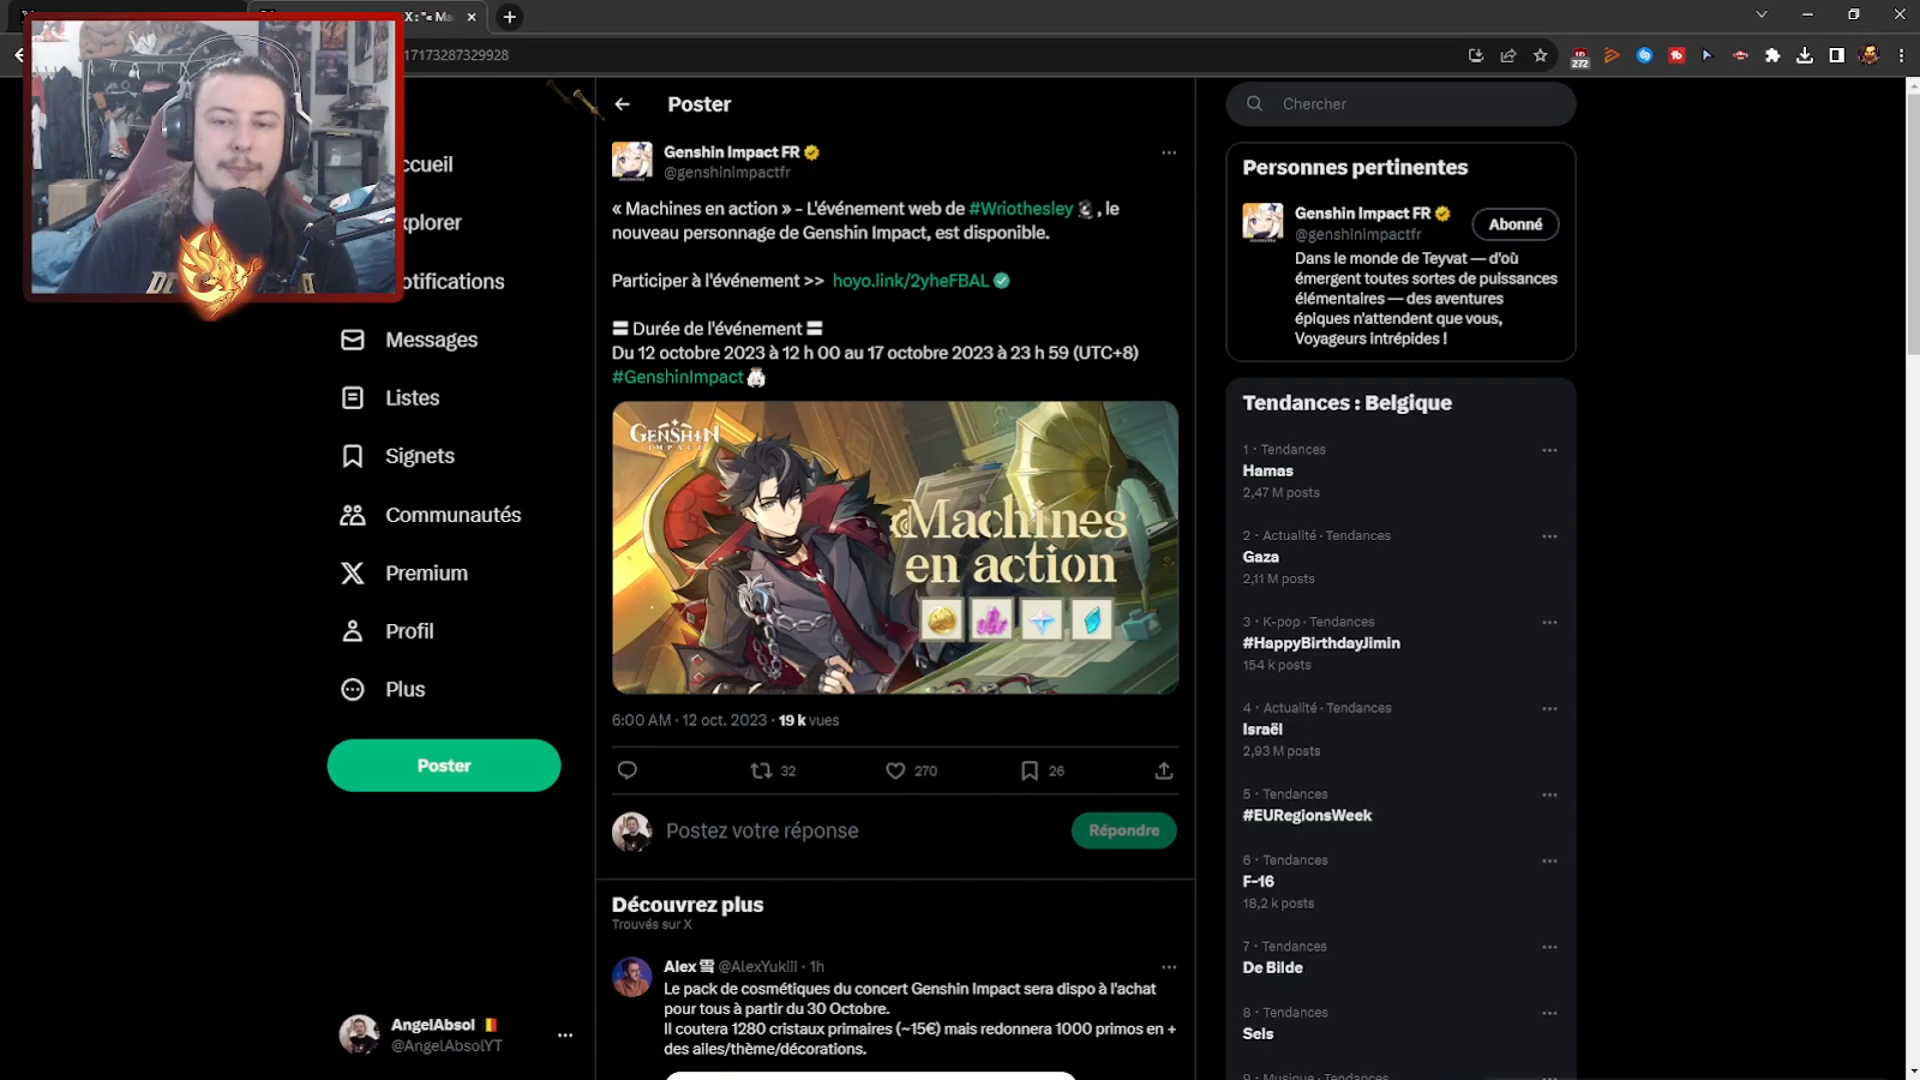 X : "« Ma
17173287329928
272
Poster
Genshin Impact FR
@genshinimpactfr
« Machines en action » – L'événement web de #Wriothesley , le
nouveau personnage de Genshin Impact, est disponible.
Participer à l'événement >> hoyo.link/2yheFBAL
Durée de l'événement
Du 12 octobre 2023 à 12 h 00 au 17 octobre 2023 à 23 h 59 (UTC+8)
#GenshinImpact
GENSHIN
IMPACT
Machines
en action
6:00 AM · 12 oct. 2023 · 19 k vues
32
270
26
Postez votre réponse
Répondre
Découvrez plus
Trouvés sur X
Alex 雪 @AlexYukiii · 1h
Le pack de cosmétiques du concert Genshin Impact sera dispo à l'achat
pour tous à partir du 30 Octobre.
Il coutera 1280 cristaux primaires (~15€) mais redonnera 1000 primos en +
des ailes/thème/décorations.
ccueil
xplorer
otifications
Messages
Listes
Signets
Communautés
Premium
Profil
Plus
Poster
AngelAbsol
@AngelAbsolYT
Chercher
Personnes pertinentes
Genshin Impact FR
@genshinimpactfr
Abonné
Dans le monde de Teyvat — d'où
émergent toutes sortes de puissances
élémentaires — des aventures
épiques n'attendent que vous,
Voyageurs intrépides !
Tendances : Belgique
1 · Tendances
Hamas
2,47 M posts
2 · Actualité · Tendances
Gaza
2,11 M posts
3 · K-pop · Tendances
#HappyBirthdayJimin
154 k posts
4 · Actualité · Tendances
Israël
2,93 M posts
5 · Tendances
#EURegionsWeek
6 · Tendances
F-16
18,2 k posts
7 · Tendances
De Bilde
8 · Tendances
Sels
9 · Musique · Tendances